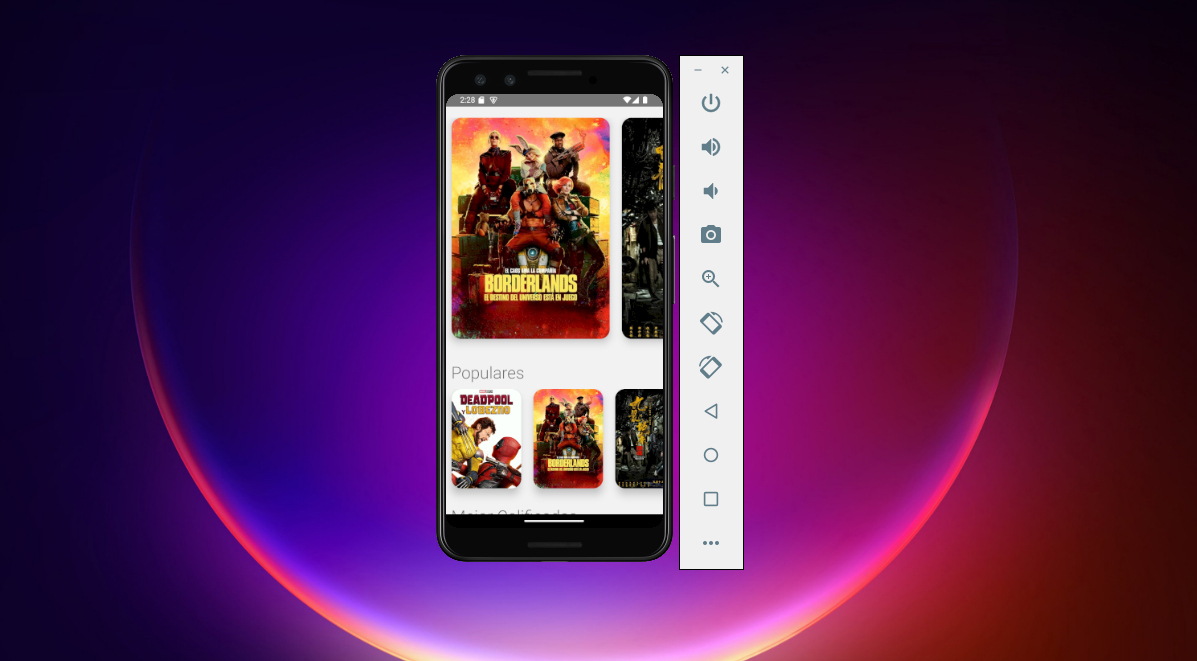 2:28
EL CAOS AMA LA COMPAÑÍA
BORDERLANDS
EL DESTINO DEL UNIVERSO ESTÁ EN JUEGO
Populares
DEADPOOL
Y LOBEZNO
BORDERLANDS